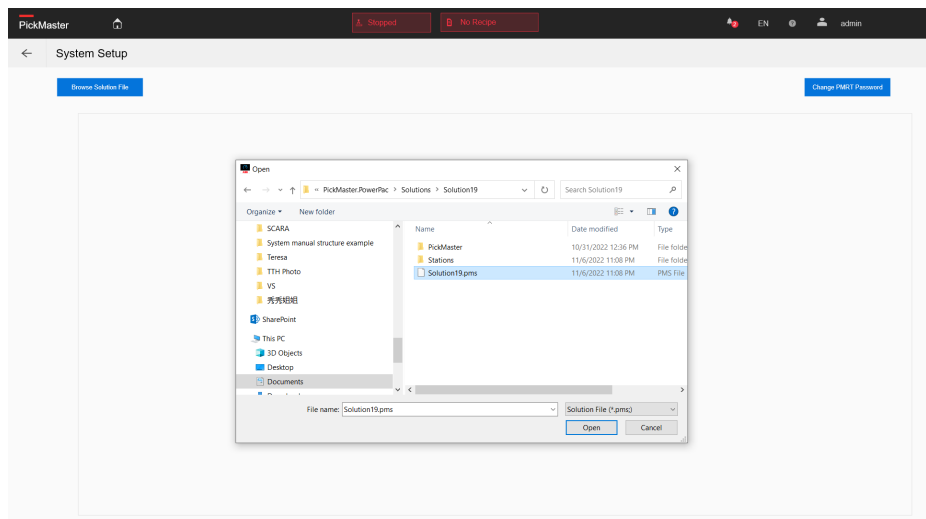 PickMaster
Stopped
No Recipe
2
EN
admin
System Setup
Browse Solution File
Change PMRT Password
Open
« PickMaster.PowerPac > Solutions > Solution19
Search Solution19
Organize
New folder
SCARA
System manual structure example
Teresa
TTH Photo
VS
秀秀姐姐
SharePoint
This PC
3D Objects
Desktop
Documents
Name Date modified Type
PickMaster 10/31/2022 12:36 PM File folde
Stations 11/6/2022 11:08 PM File folde
Solution19.pms 11/6/2022 11:08 PM PMS File
File name: Solution19.pms
Solution File (*.pms;)
Open
Cancel